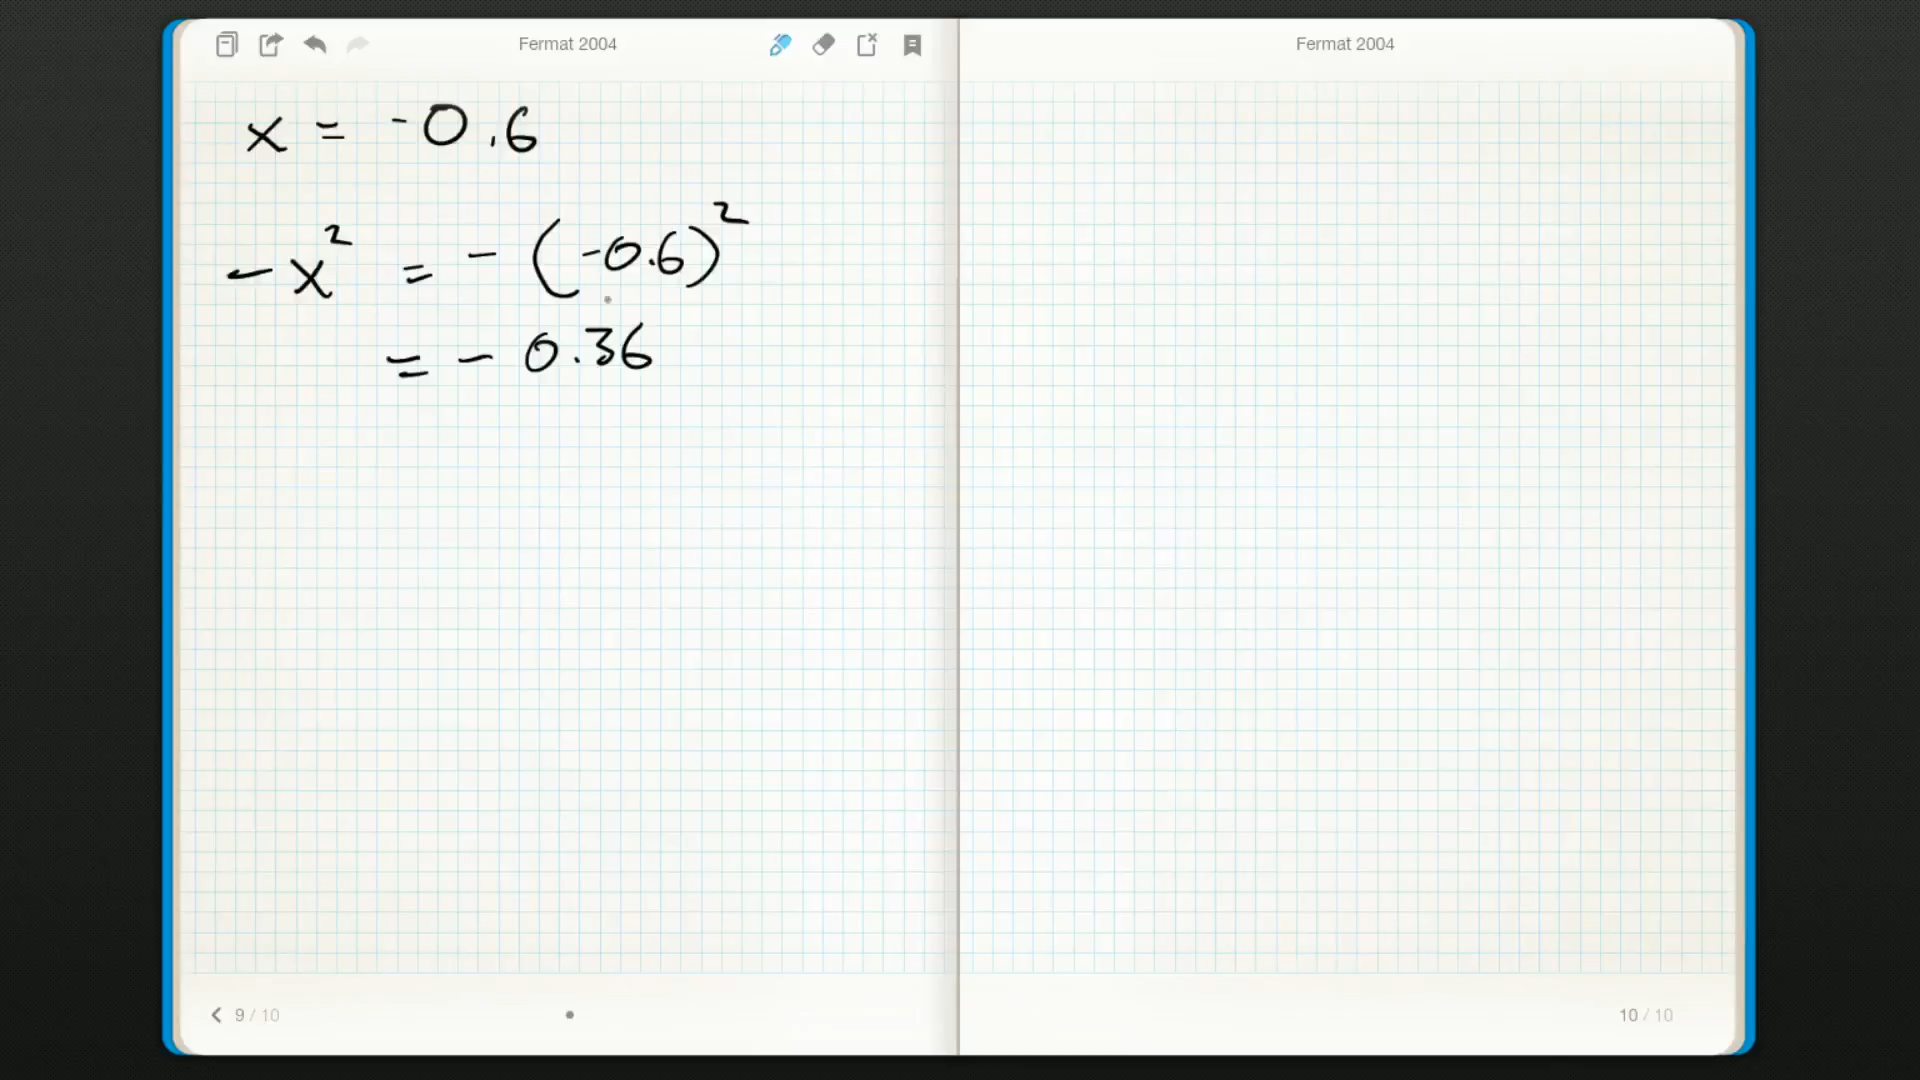 Fermat 2004
Fermat 2004
x = -0.6
-x² = -(-0.6)²
= - 0.36
9 / 10
10 / 10